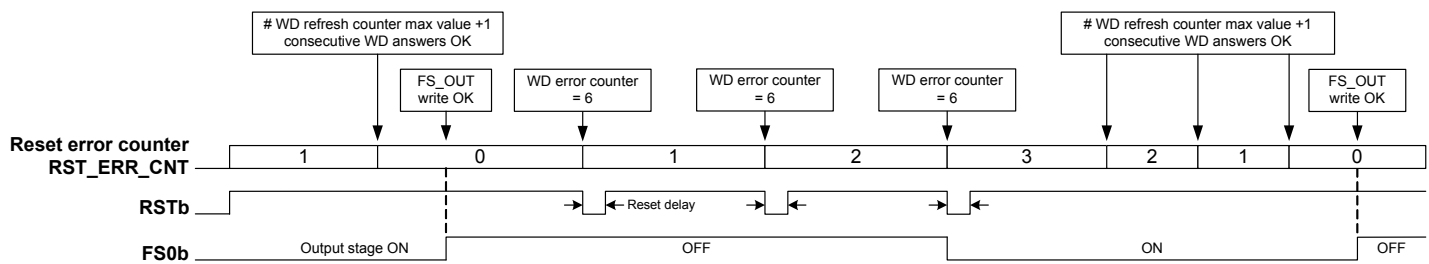 # WD refresh counter max value +1
consecutive WD answers OK
# WD refresh counter max value +1
consecutive WD answers OK
FS_OUT
write OK
WD error counter
= 6
WD error counter
= 6
WD error counter
= 6
FS_OUT
write OK
Reset error counter
RST_ERR_CNT
1
0
1
2
3
2
1
0
RSTb
Reset delay
FS0b
Output stage ON
OFF
ON
OFF